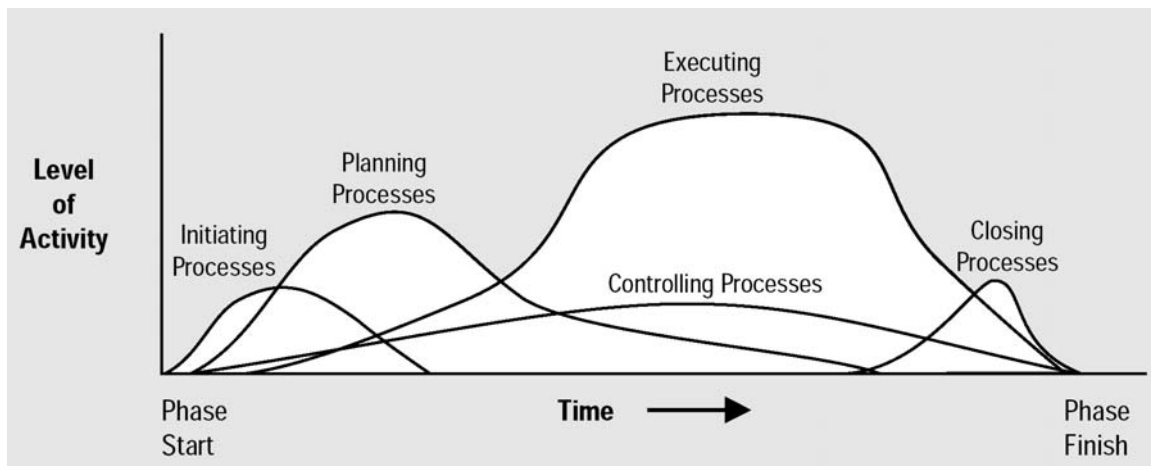 Executing
Processes
Planning
Processes
Level
of
Activity
Initiating
Processes
Closing
Processes
Controlling Processes
Phase
Start
Time
Phase
Finish